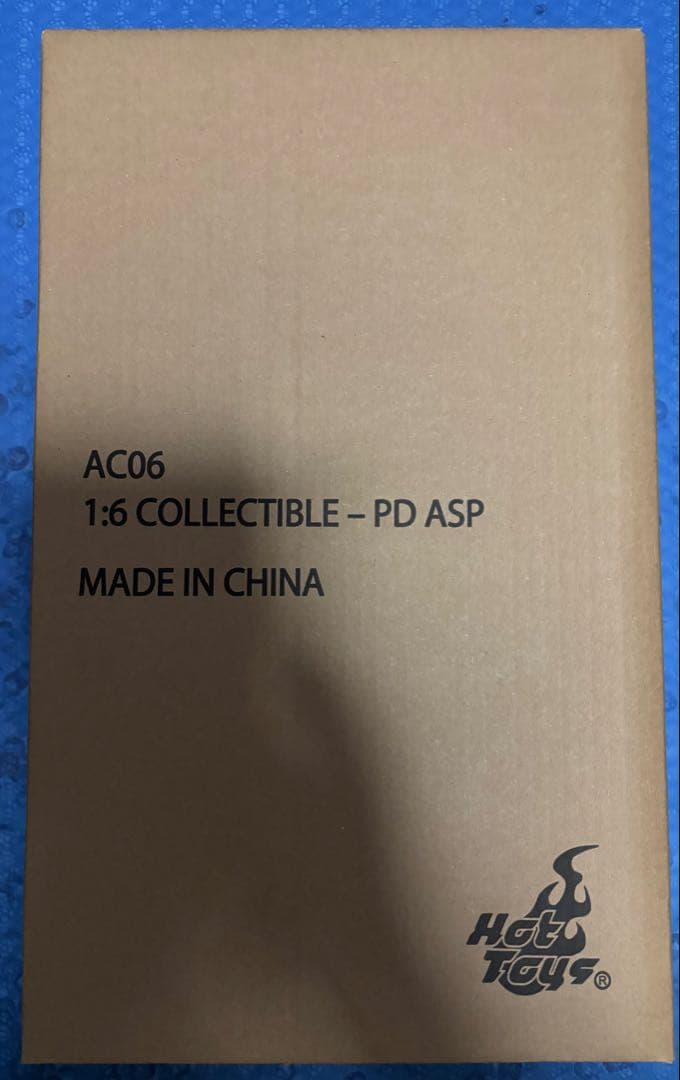 AC06
1:6 COLLECTIBLE – PD ASP
MADE IN CHINA
Hot
Toys®